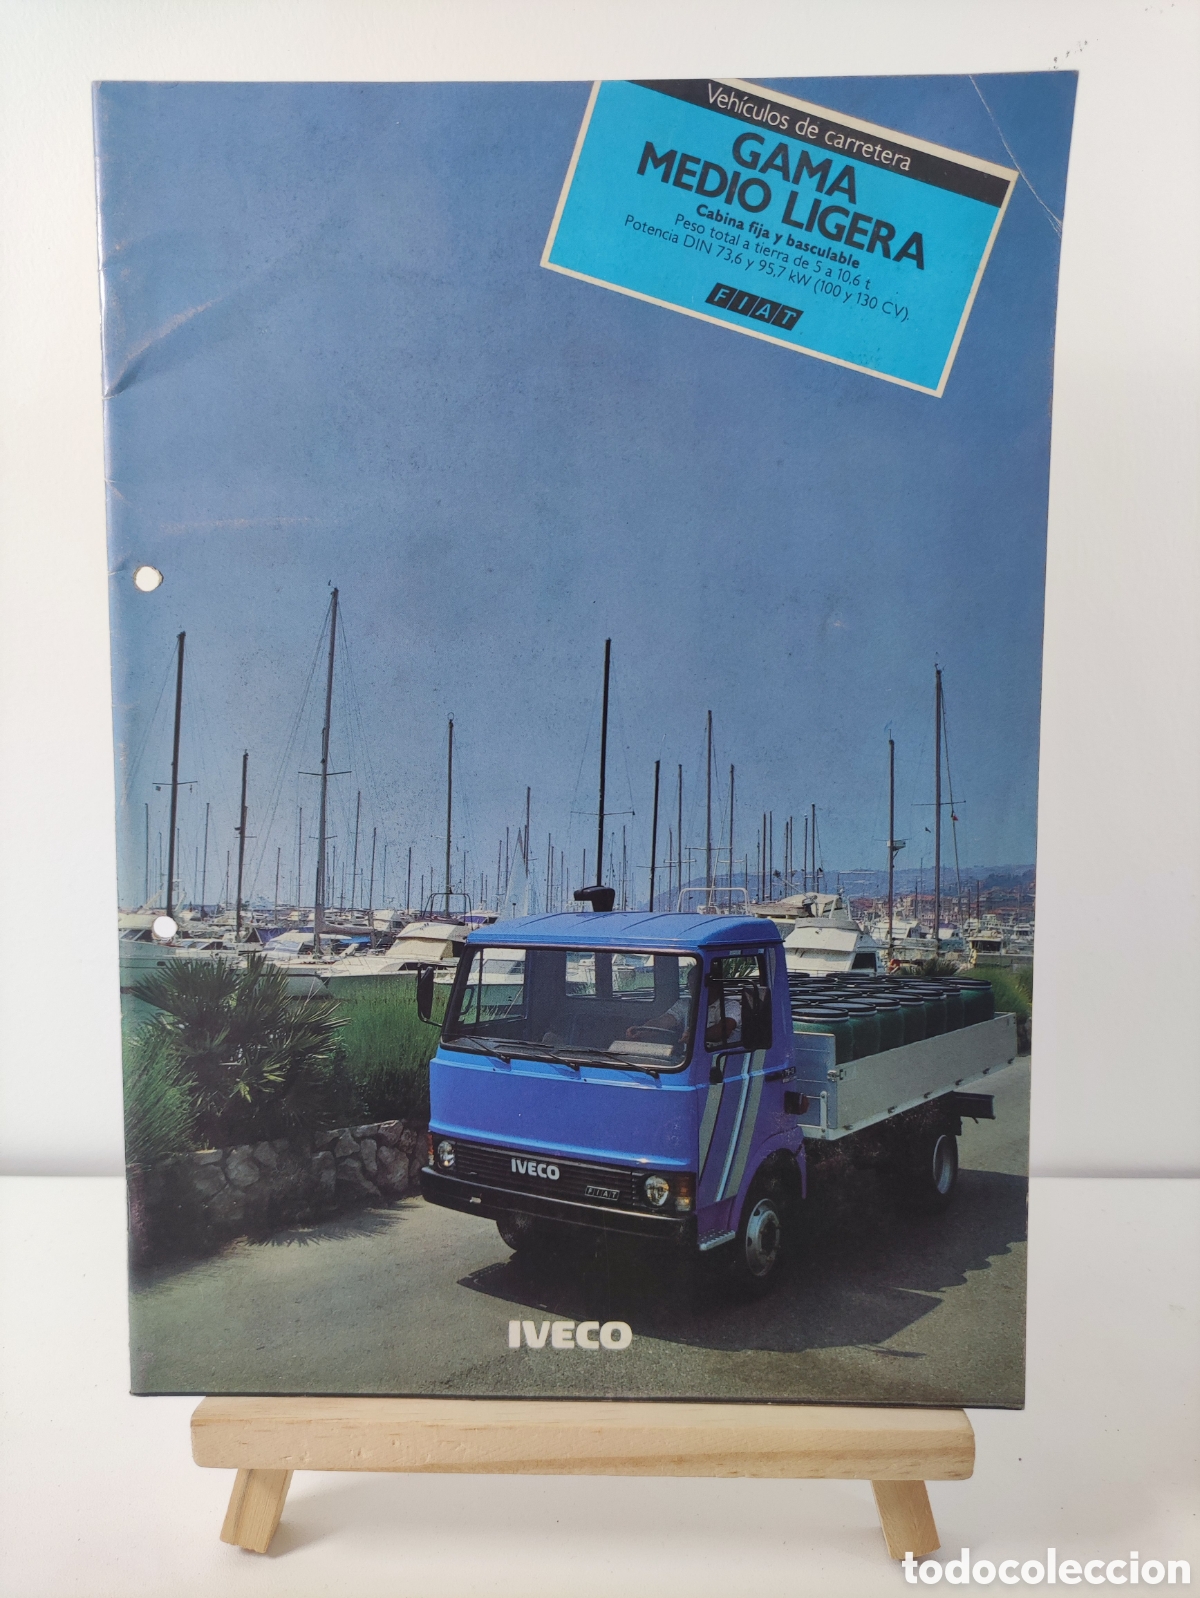 Vehículos de carretera
GAMA
MEDIO LIGERA
Cabina fija y basculable
Peso total a tierra de 5 a 10,6 t
Potencia DIN 73,6 y 95,7 kW (100 y 130 CV).
FIAT
IVECO
FIAT
IVECO
todocoleccion